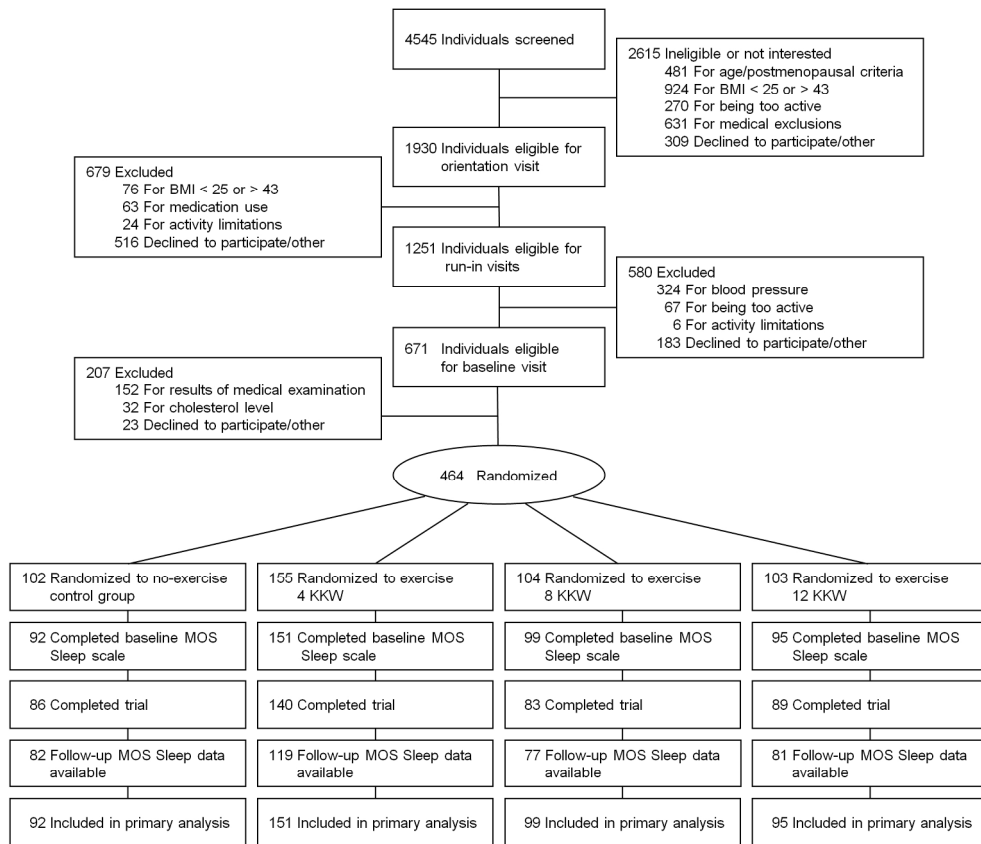 4545 Individuals screened
2615 Ineligible or not interested
481 For age/postmenopausal criteria
924 For BMI < 25 or > 43
270 For being too active
631 For medical exclusions
309 Declined to participate/other
1930 Individuals eligible for
orientation visit
679 Excluded
76 For BMI < 25 or > 43
63 For medication use
24 For activity limitations
516 Declined to participate/other
1251 Individuals eligible for
run-in visits
580 Excluded
324 For blood pressure
67 For being too active
6 For activity limitations
183 Declined to participate/other
671 Individuals eligible
for baseline visit
207 Excluded
152 For results of medical examination
32 For cholesterol level
23 Declined to participate/other
464 Randomized
102 Randomized to no-exercise
control group
155 Randomized to exercise
4 KKW
104 Randomized to exercise
8 KKW
103 Randomized to exercise
12 KKW
92 Completed baseline MOS
Sleep scale
151 Completed baseline MOS
Sleep scale
99 Completed baseline MOS
Sleep scale
95 Completed baseline MOS
Sleep scale
86 Completed trial
140 Completed trial
83 Completed trial
89 Completed trial
82 Follow-up MOS Sleep data
available
119 Follow-up MOS Sleep data
available
77 Follow-up MOS Sleep data
available
81 Follow-up MOS Sleep data
available
92 Included in primary analysis
151 Included in primary analysis
99 Included in primary analysis
95 Included in primary analysis